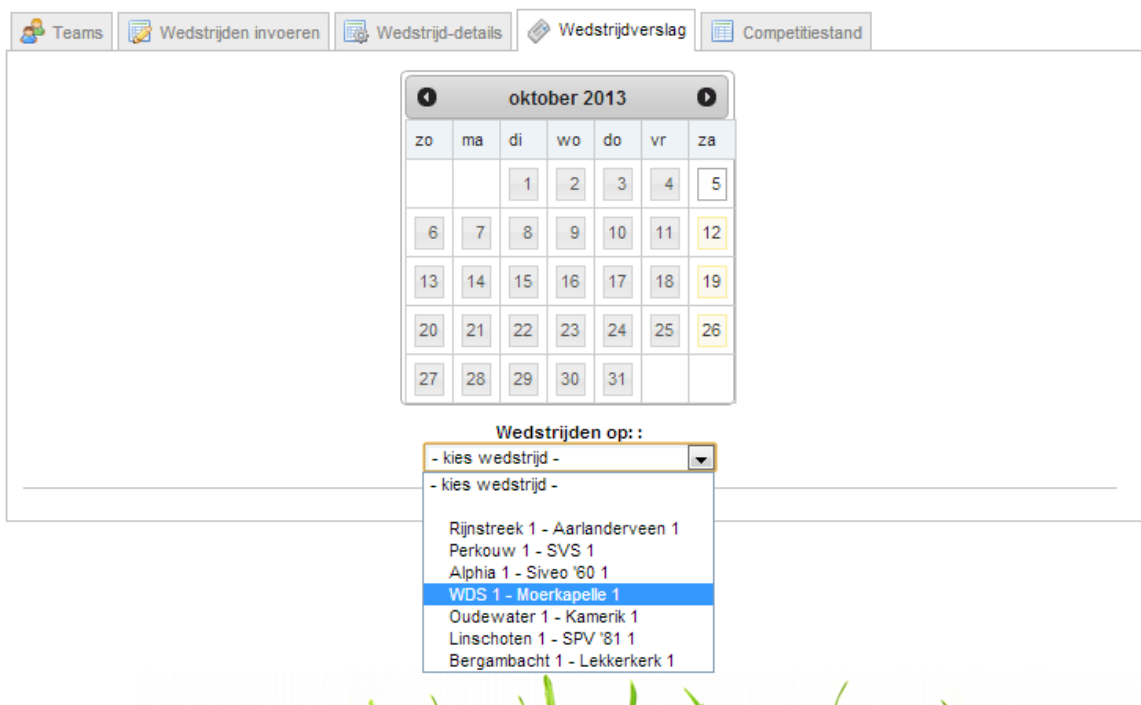 Teams Wedstrijden invoeren Wedstrijd-details Wedstrijdverslag Competitiestand
oktober 2013
zo ma di wo do vr za
1 2 3 4 5
6 7 8 9 10 11 12
13 14 15 16 17 18 19
20 21 22 23 24 25 26
27 28 29 30 31
Wedstrijden op: :
- kies wedstrijd -
- kies wedstrijd -
Rijnstreek 1 - Aarlanderveen 1
Perkouw 1 - SVS 1
Alphia 1 - Siveo '60 1
WDS 1 - Moerkapelle 1
Oudewater 1 - Kamerik 1
Linschoten 1 - SPV '81 1
Bergambacht 1 - Lekkerkerk 1